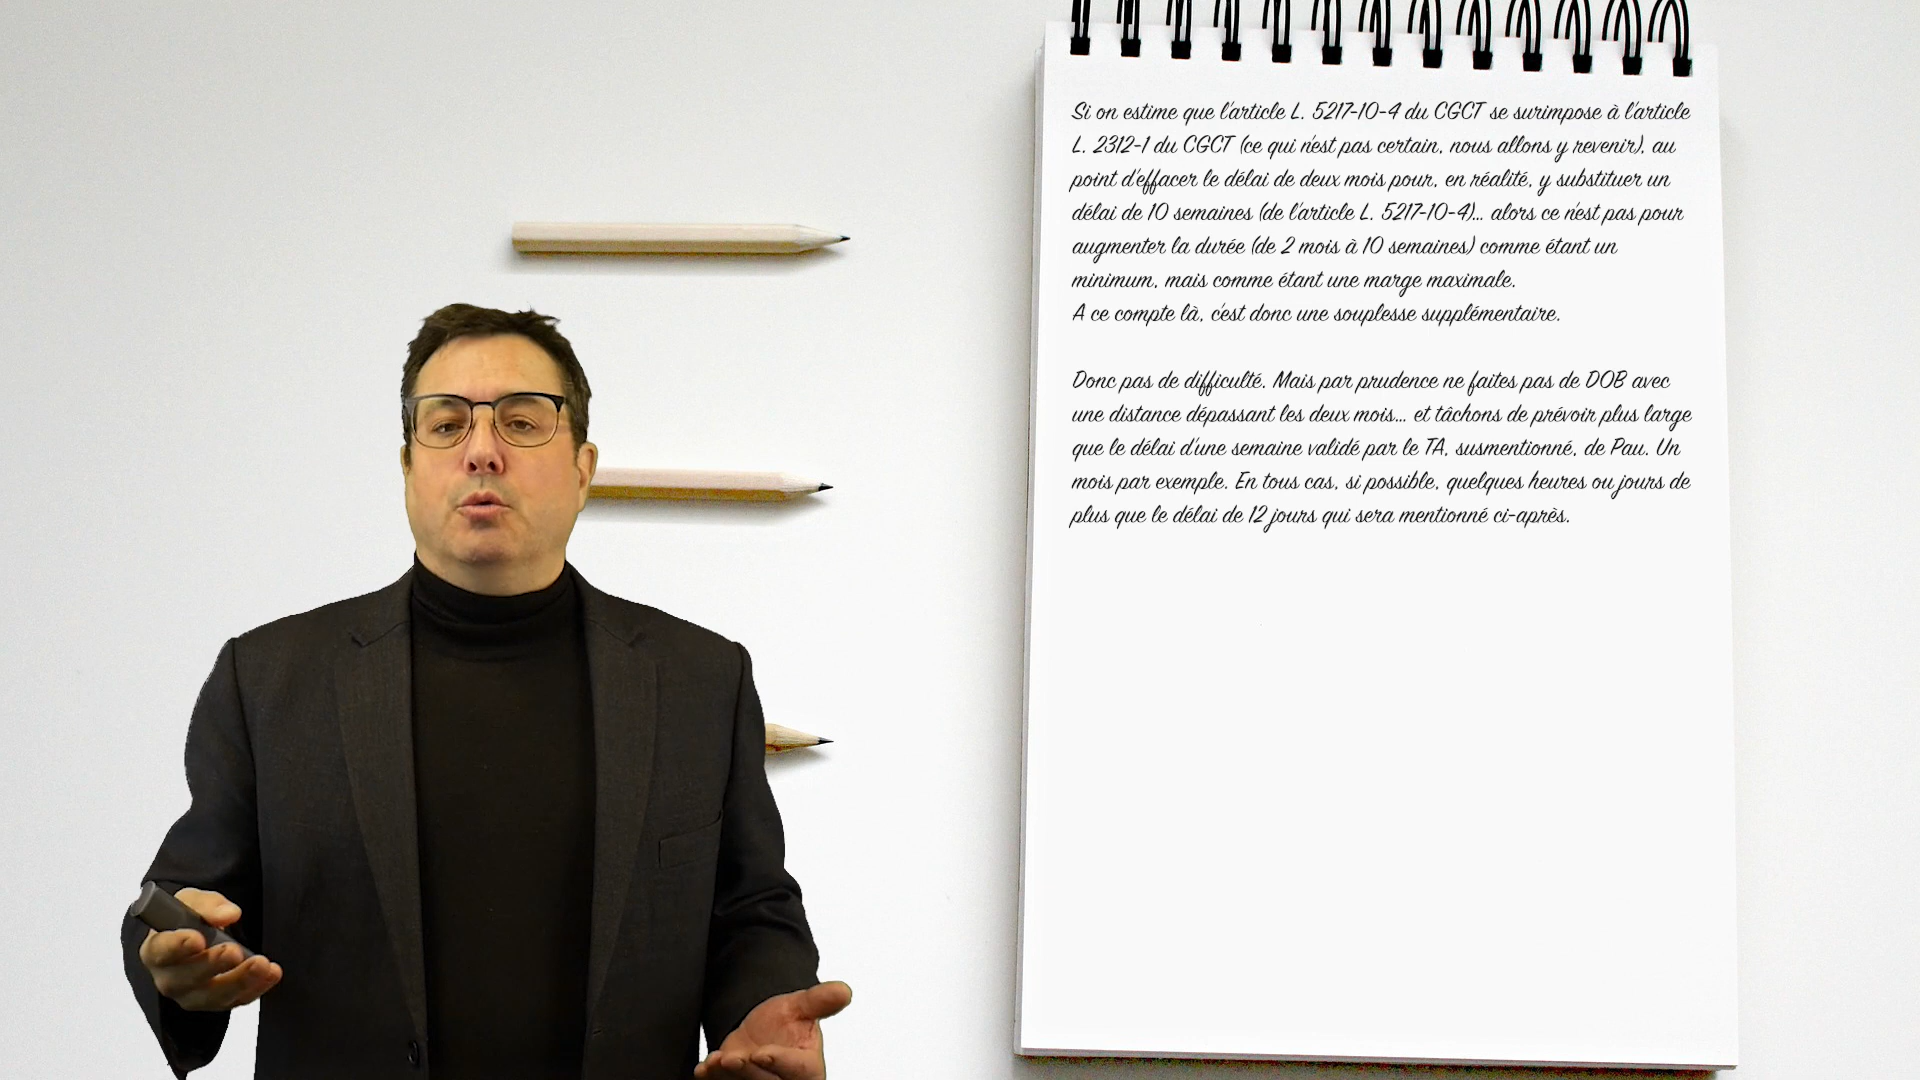 Si on estime que l'article L. 5217-10-4 du CGCT se surimpose à l'article
L. 2312-1 du CGCT (ce qui n'est pas certain, nous allons y revenir), au
point d'effacer le délai de deux mois pour, en réalité, y substituer un
délai de 10 semaines (de l'article L. 5217-10-4)... alors ce n'est pas pour
augmenter la durée (de 2 mois à 10 semaines) comme étant un
minimum, mais comme étant une marge maximale.
A ce compte là, c'est donc une souplesse supplémentaire.
Donc pas de difficulté. Mais par prudence ne faites pas de DOB avec
une distance dépassant les deux mois... et tâchons de prévoir plus large
que le délai d'une semaine validé par le TA, susmentionné, de Pau. Un
mois par exemple. En tous cas, si possible, quelques heures ou jours de
plus que le délai de 12 jours qui sera mentionné ci-après.